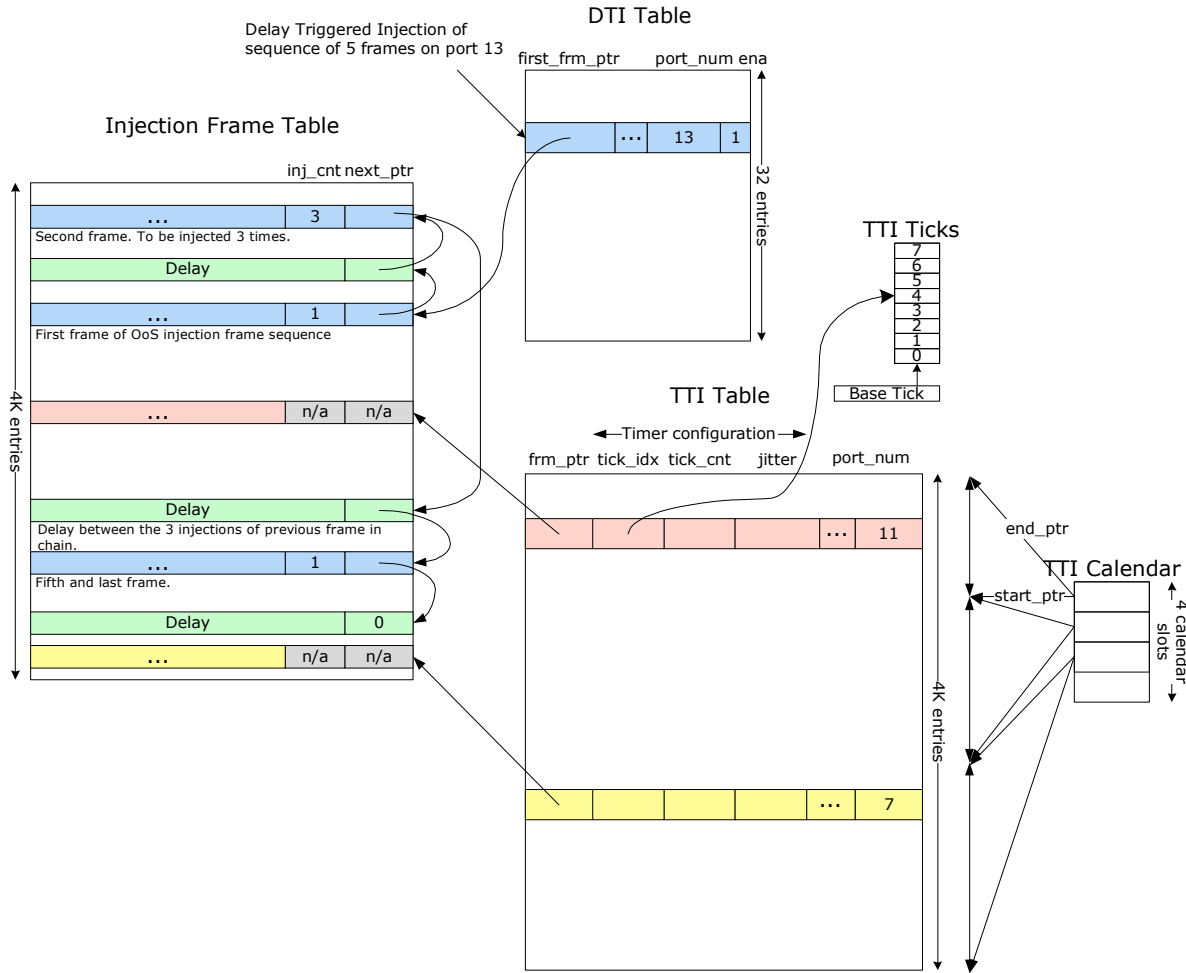 DTI Table
Delay Triggered Injection of
sequence of 5 frames on port 13
first_frm_ptr port_num ena
... 13 1
32 entries
Injection Frame Table
inj_cnt next_ptr
... 3
Second frame. To be injected 3 times.
Delay
... 1
First frame of OoS injection frame sequence
... n/a n/a
Delay
Delay between the 3 injections of previous frame in
chain.
... 1
Fifth and last frame.
Delay 0
... n/a n/a
4K entries
TTI Ticks
7
6
5
4
3
2
1
0
Base Tick
TTI Table
Timer configuration
frm_ptr tick_idx tick_cnt jitter port_num
... 11
... 7
4K entries
end_ptr
TTI Calendar
start_ptr
4 calendar
slots